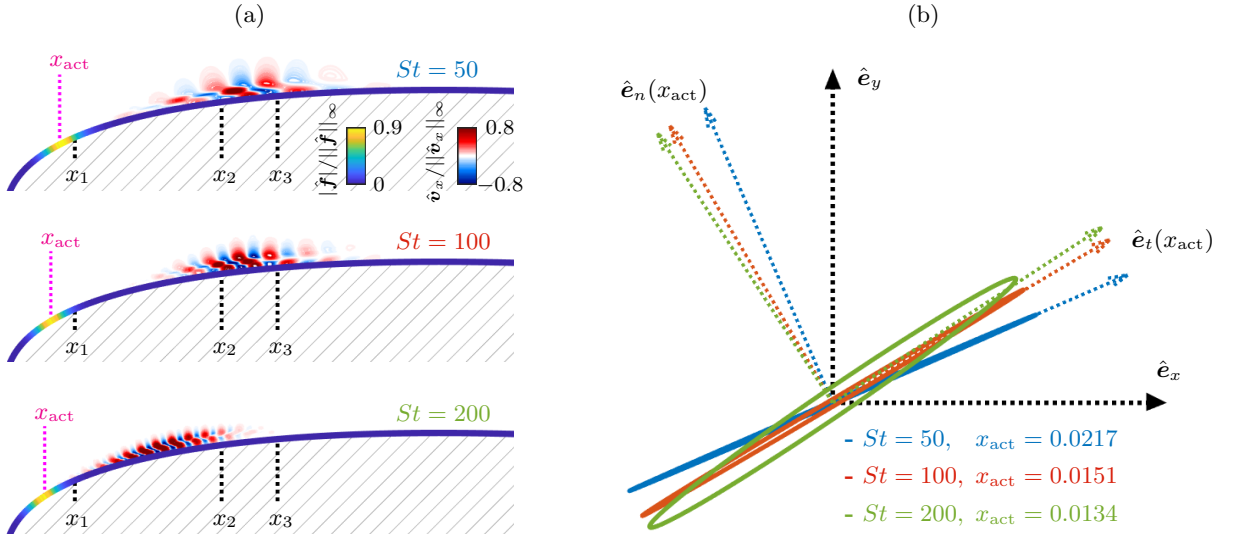 (a)
x_act
St = 50
|f̂|/||f̂||_∞
0.9
0
v̂_x/||v̂_x||_∞
0.8
−0.8
x_1
x_2
x_3
x_act
St = 100
x_1
x_2
x_3
x_act
St = 200
x_1
x_2
x_3
(b)
ê_y
ê_n(x_act)
ê_t(x_act)
ê_x
St = 50, x_act = 0.0217
St = 100, x_act = 0.0151
St = 200, x_act = 0.0134